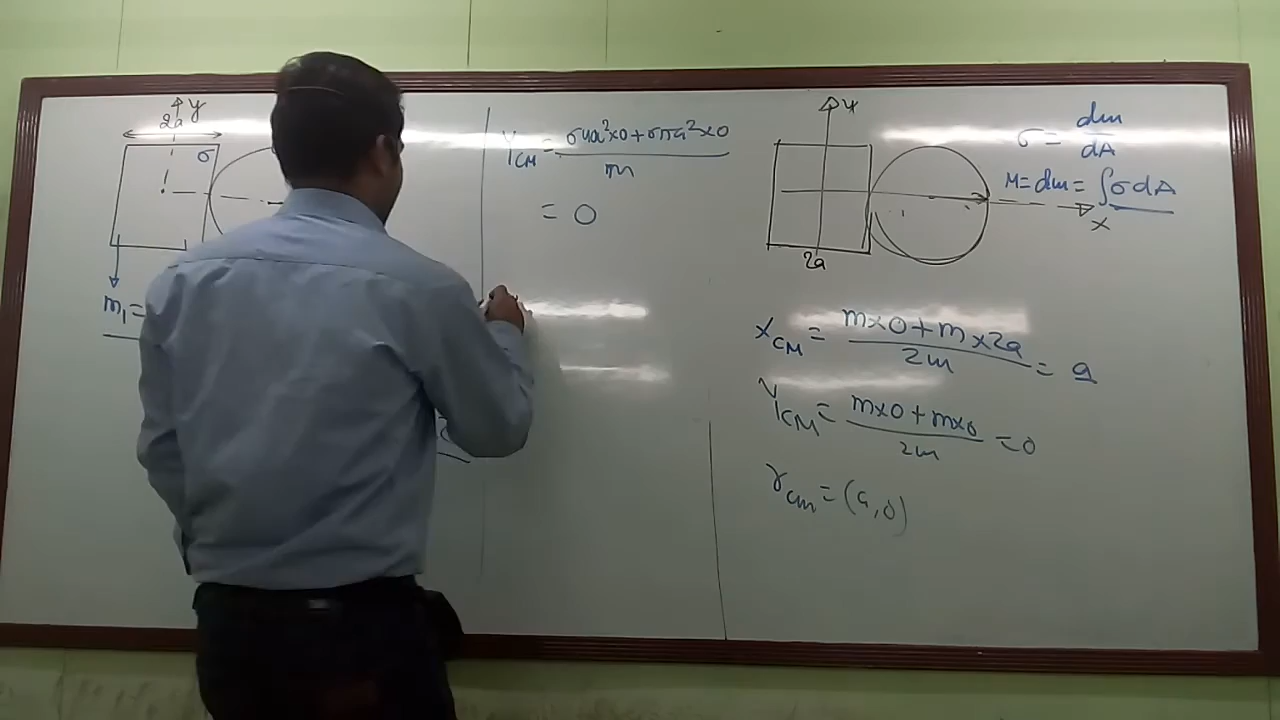 y
2a
σ
m₁=
Y_CM = (σ4a²×0+σπa²×0)/m
= 0
y
2a
x
σ = dm/dA
M=dm= ∫σdA
x_CM = (m×0+m×2a)/2m = a
Y_CM = (m×0+m×0)/2m =0
r_cm = (a,0)